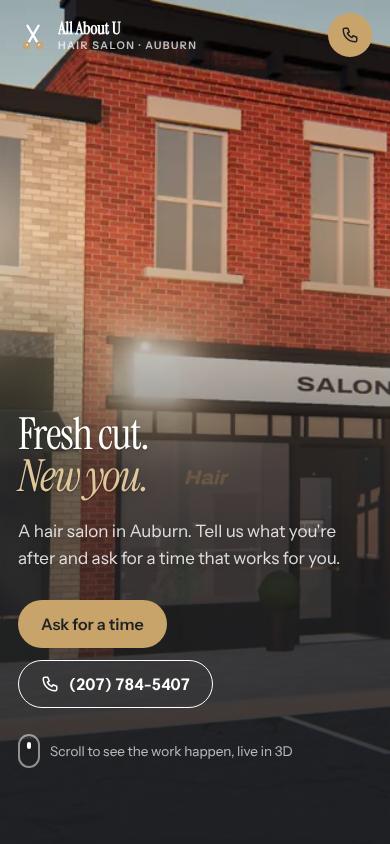 All About U
HAIR SALON · AUBURN
SALON
Fresh cut.
New you.
Hair
A hair salon in Auburn. Tell us what you're
after and ask for a time that works for you.
Ask for a time
(207) 784-5407
Scroll to see the work happen, live in 3D